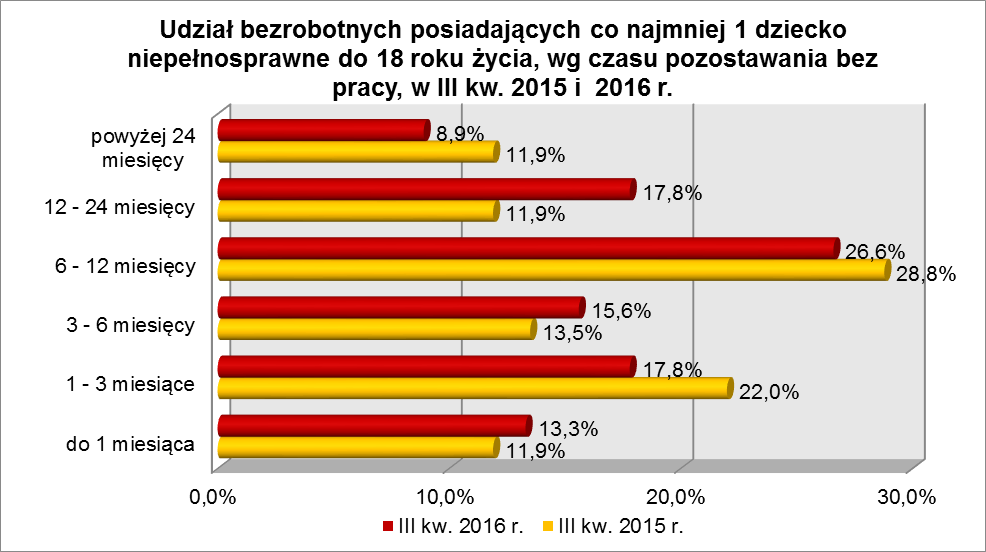 Udział bezrobotnych posiadających co najmniej 1 dziecko
niepełnosprawne do 18 roku życia, wg czasu pozostawania bez
pracy, w III kw. 2015 i  2016 r.
powyżej 24
miesięcy
8,9%
11,9%
12 - 24 miesięcy
17,8%
11,9%
6 - 12 miesięcy
26,6%
28,8%
3 - 6 miesięcy
15,6%
13,5%
1 - 3 miesiące
17,8%
22,0%
do 1 miesiąca
13,3%
11,9%
0,0% 10,0% 20,0% 30,0%
III kw. 2016 r. III kw. 2015 r.